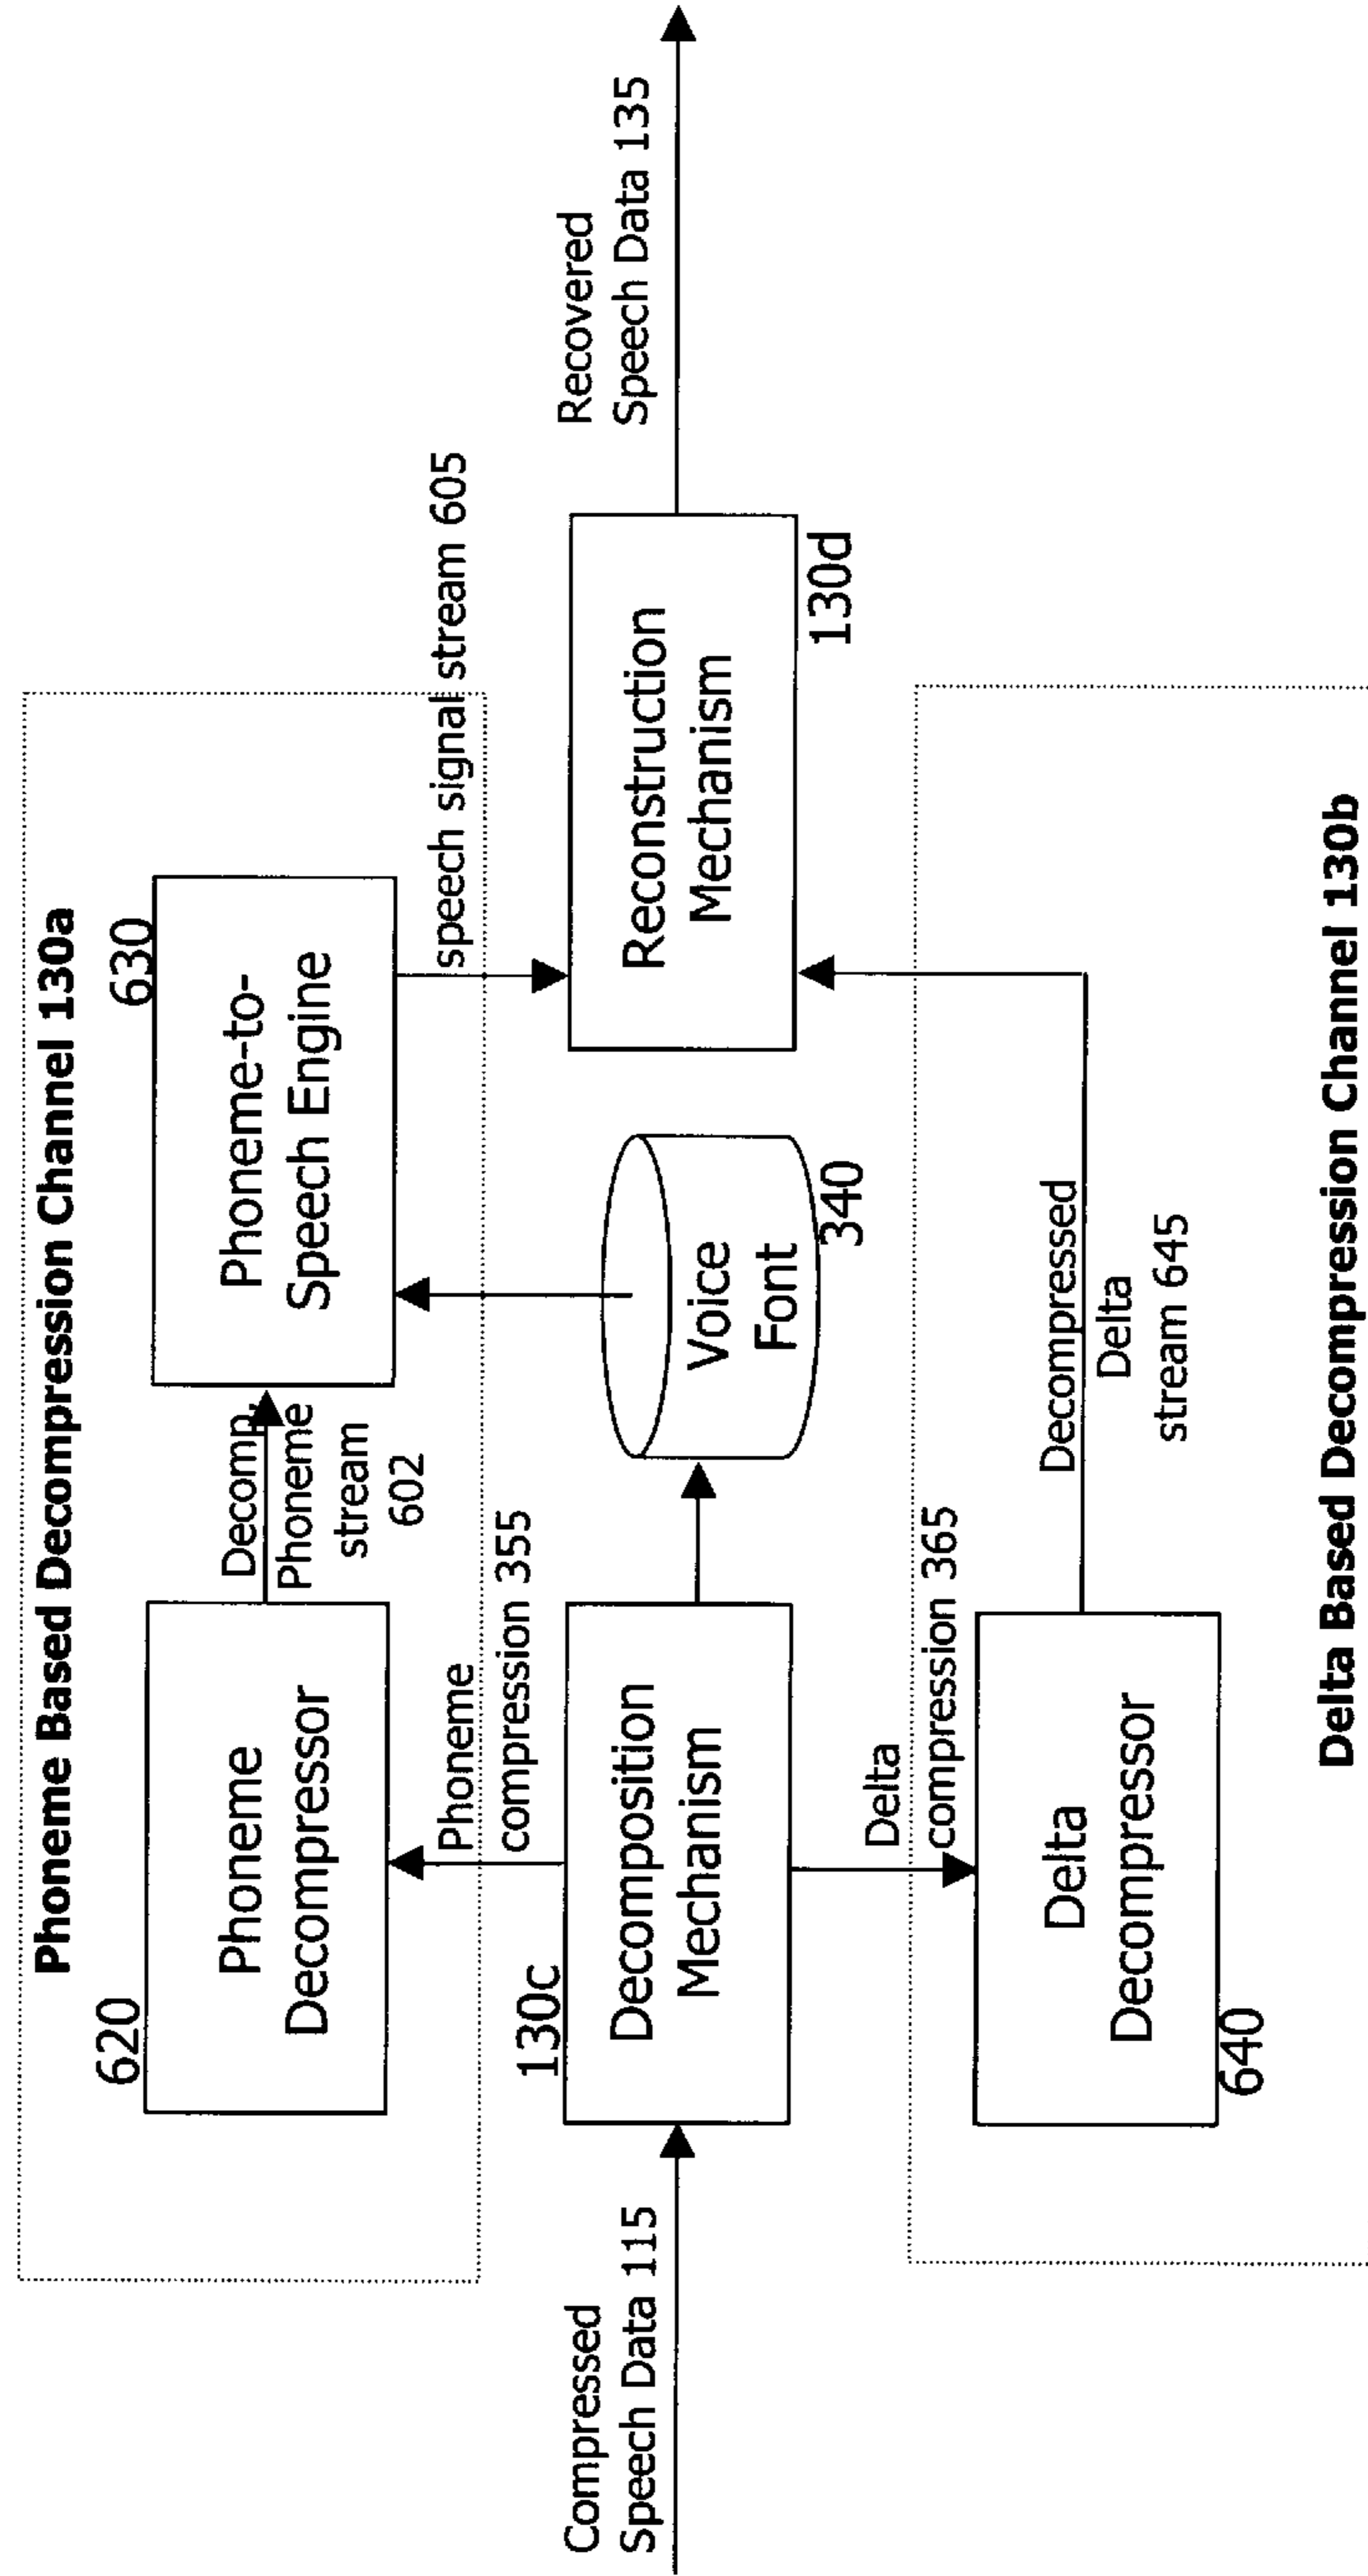 Phoneme Based Decompression Channel 130a
620
Phoneme
Decompressor
Decomp,
Phoneme
stream
602
630
Phoneme-to-
Speech Engine
Phoneme
compression 355
speech signal stream 605
Compressed
Speech Data 115
130c
Decomposition
Mechanism
Voice
Font
340
Reconstruction
Mechanism
130d
Recovered
Speech Data 135
Delta
compression 365
Delta
Decompressor
640
Decompressed
Delta
stream 645
Delta Based Decompression Channel 130b